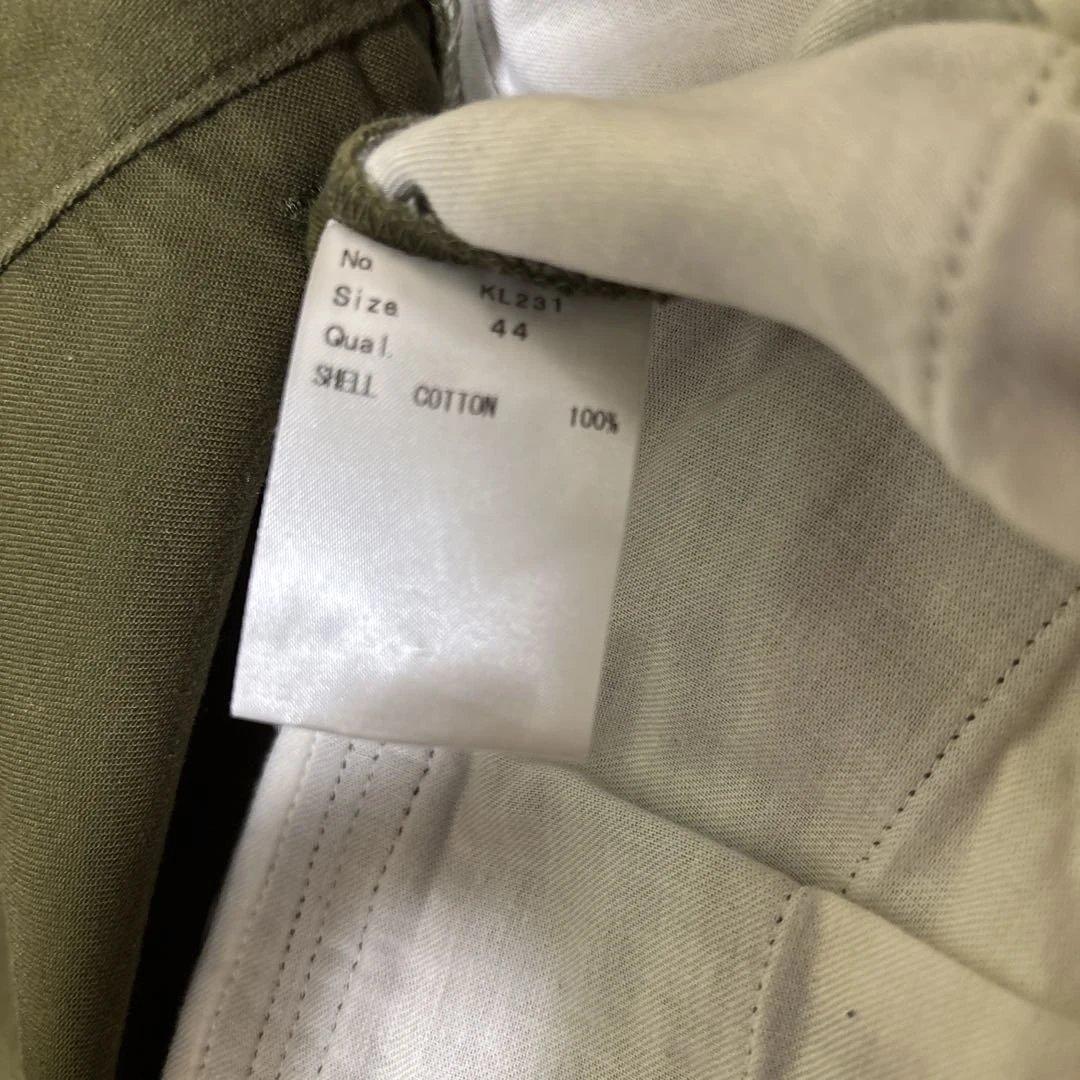 No KL231
Size 44
Qual.
SHELL COTTON 100%